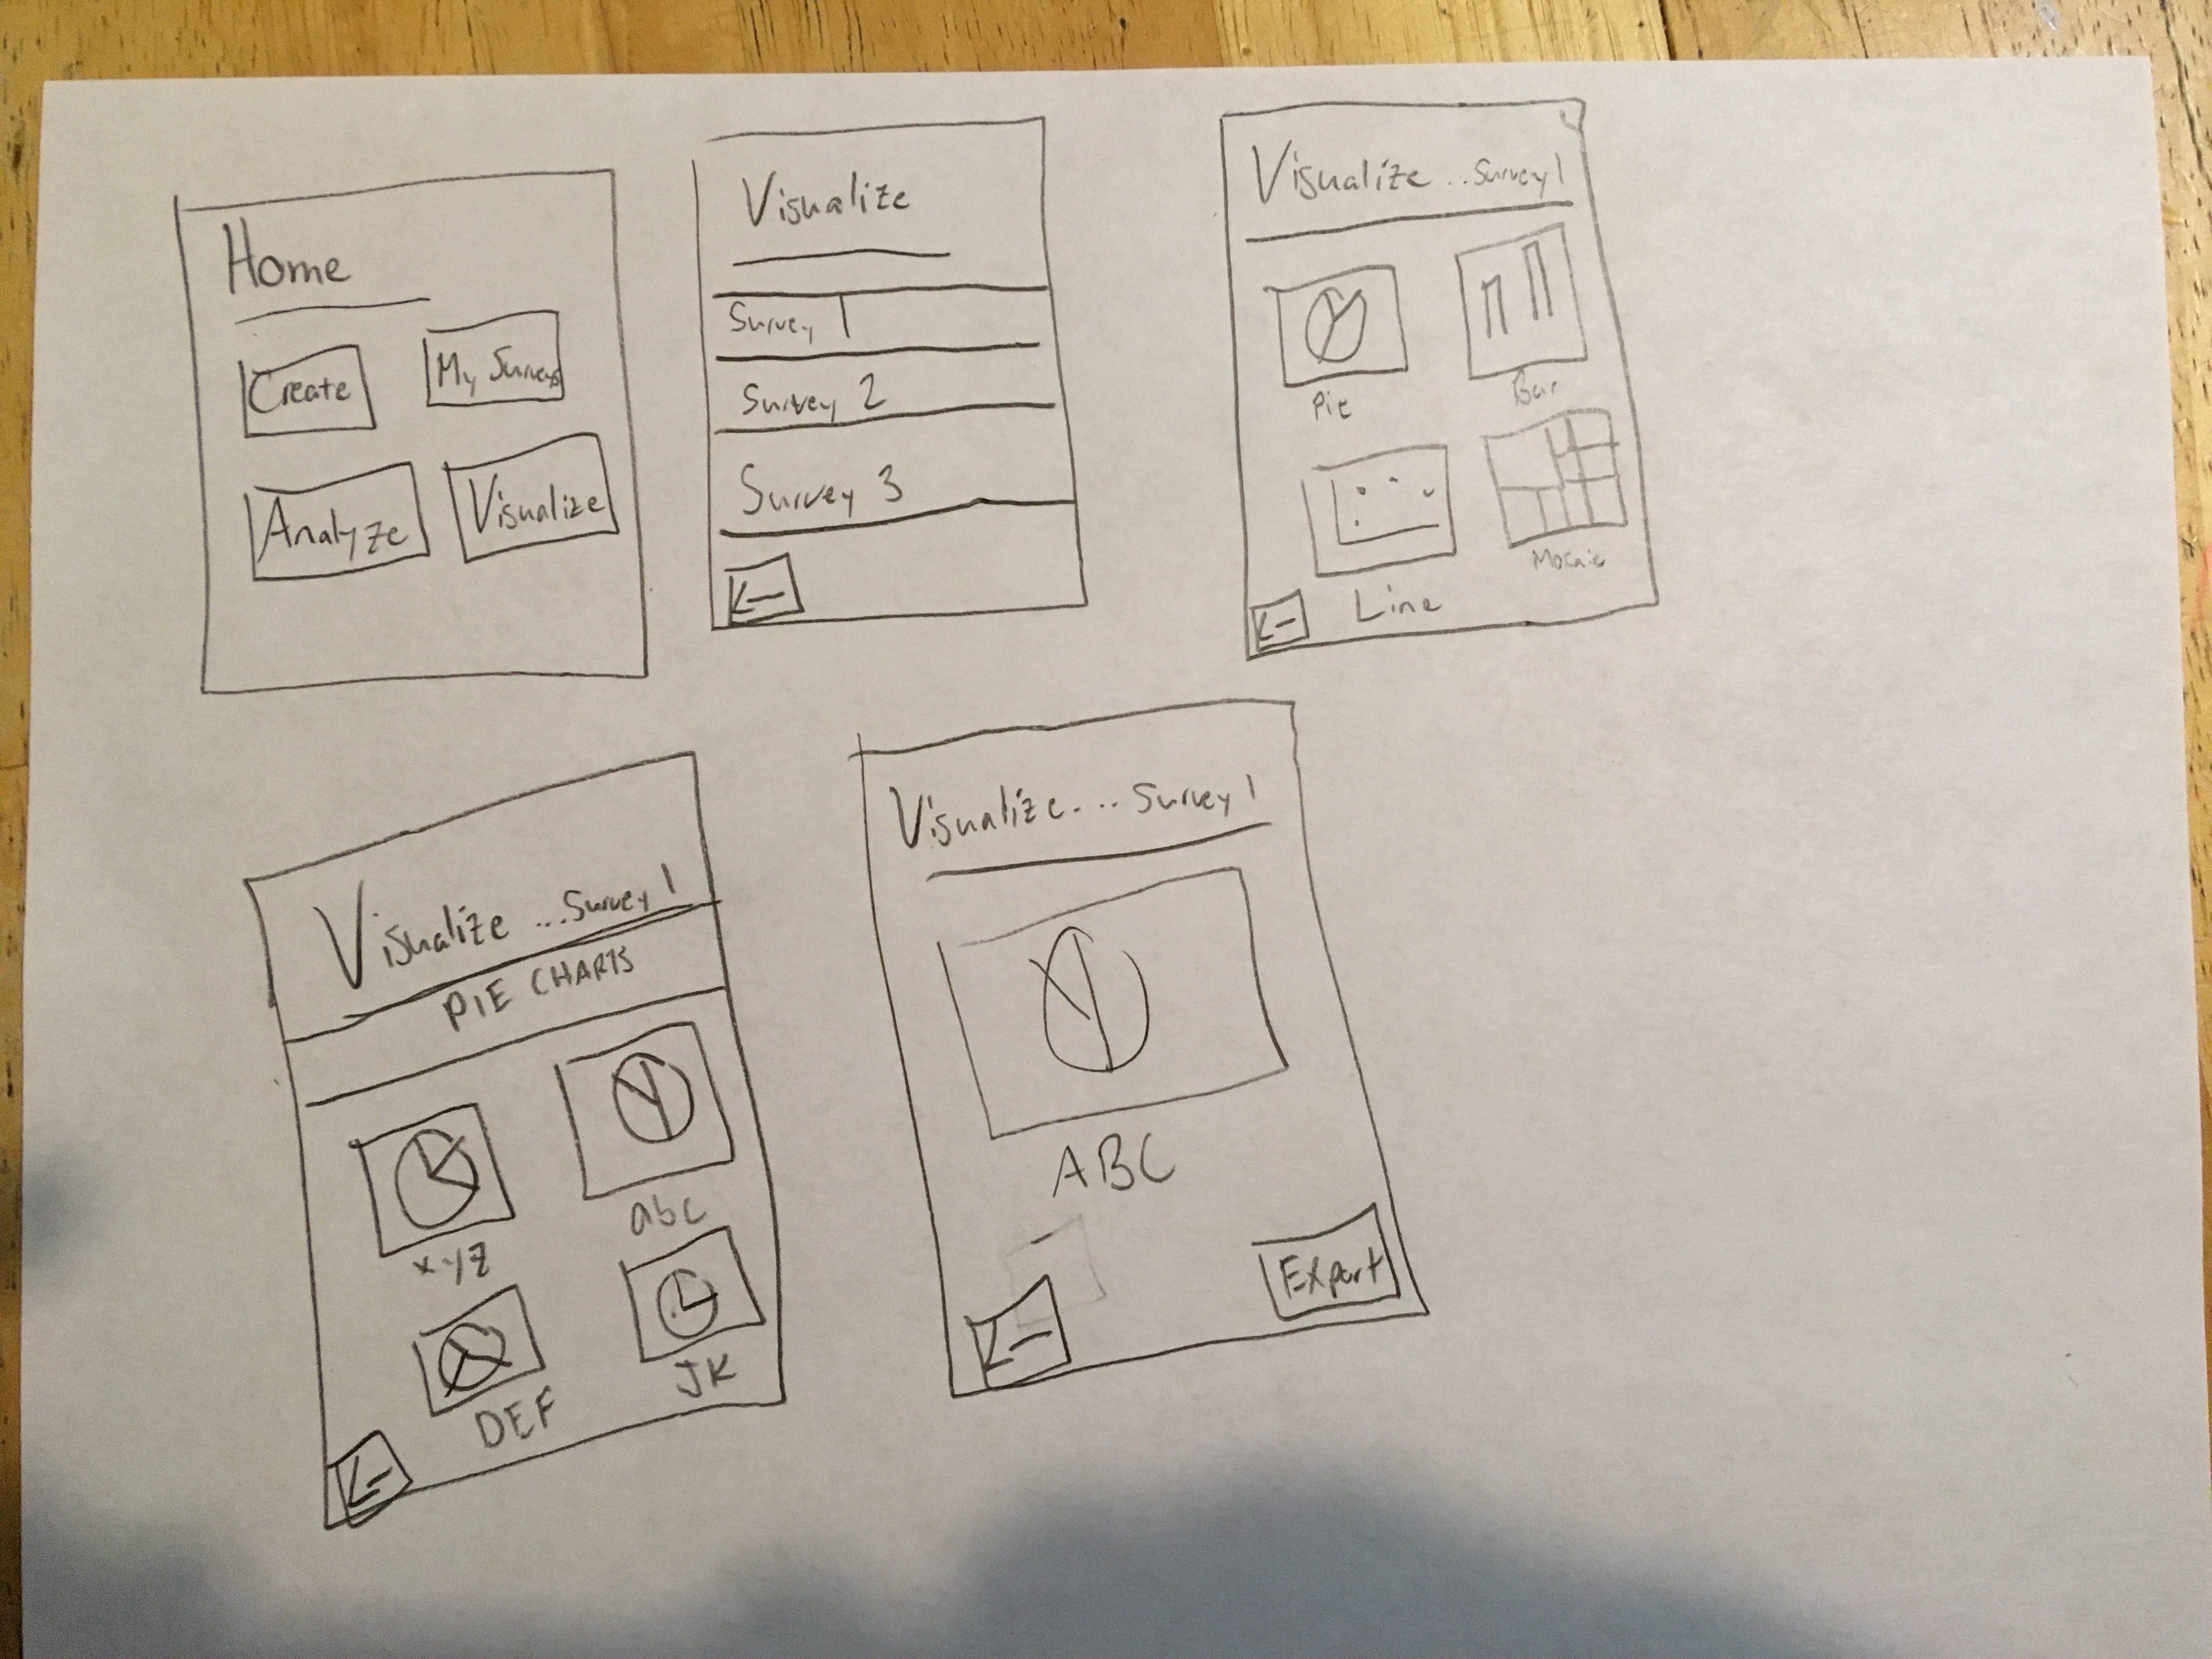 Home
Create
My Surveys
Analyze
Visualize
Visualize
Survey 1
Survey 2
Survey 3
Visualize ..Survey 1
Pie
Bar
Line
Mosaic
Visualize ...Survey 1
PIE CHARTS
xyz
abc
DEF
JK
Visualize.... Survey 1
ABC
Export